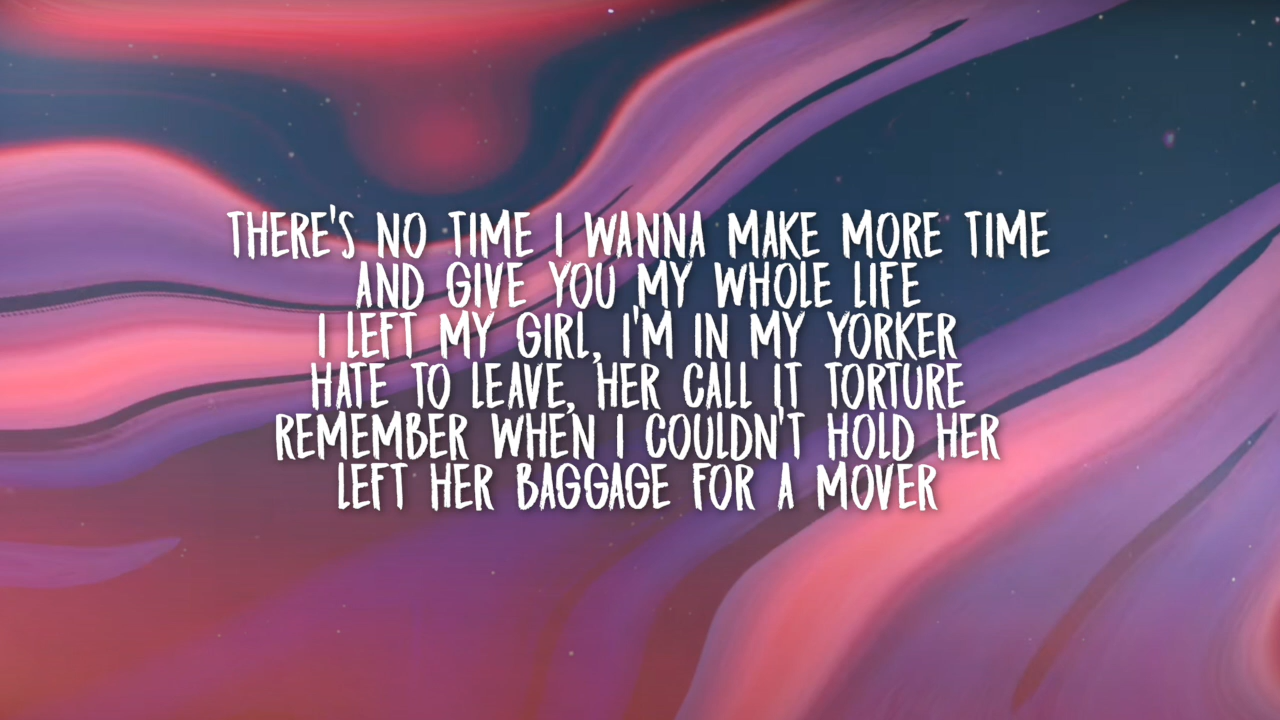 THERE'S NO TIME I WANNA MAKE MORE TIME
AND GIVE YOU MY WHOLE LIFE
I LEFT MY GIRL, I'M IN MY YORKER
HATE TO LEAVE, HER CALL IT TORTURE
REMEMBER WHEN I COULDN'T HOLD HER
LEFT HER BAGGAGE FOR A MOVER